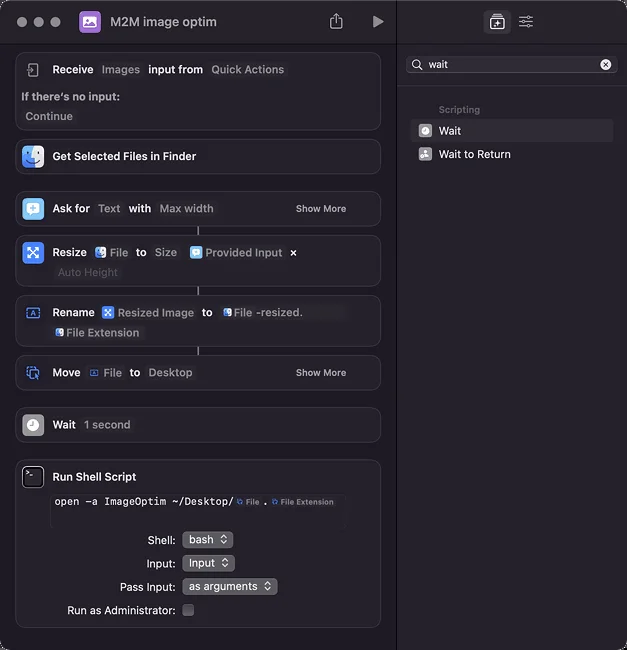 M2M image optim
Receive Images input from Quick Actions
If there's no input:
Continue
Get Selected Files in Finder
Ask for Text with Max width Show More
Resize File to Size Provided Input ×
Auto Height
Rename Resized Image to File -resized.
File Extension
Move File to Desktop Show More
Wait 1 second
Run Shell Script
open -a ImageOptim ~/Desktop/ File . File Extension
Shell: bash
Input: Input
Pass Input: as arguments
Run as Administrator:
wait
Scripting
Wait
Wait to Return